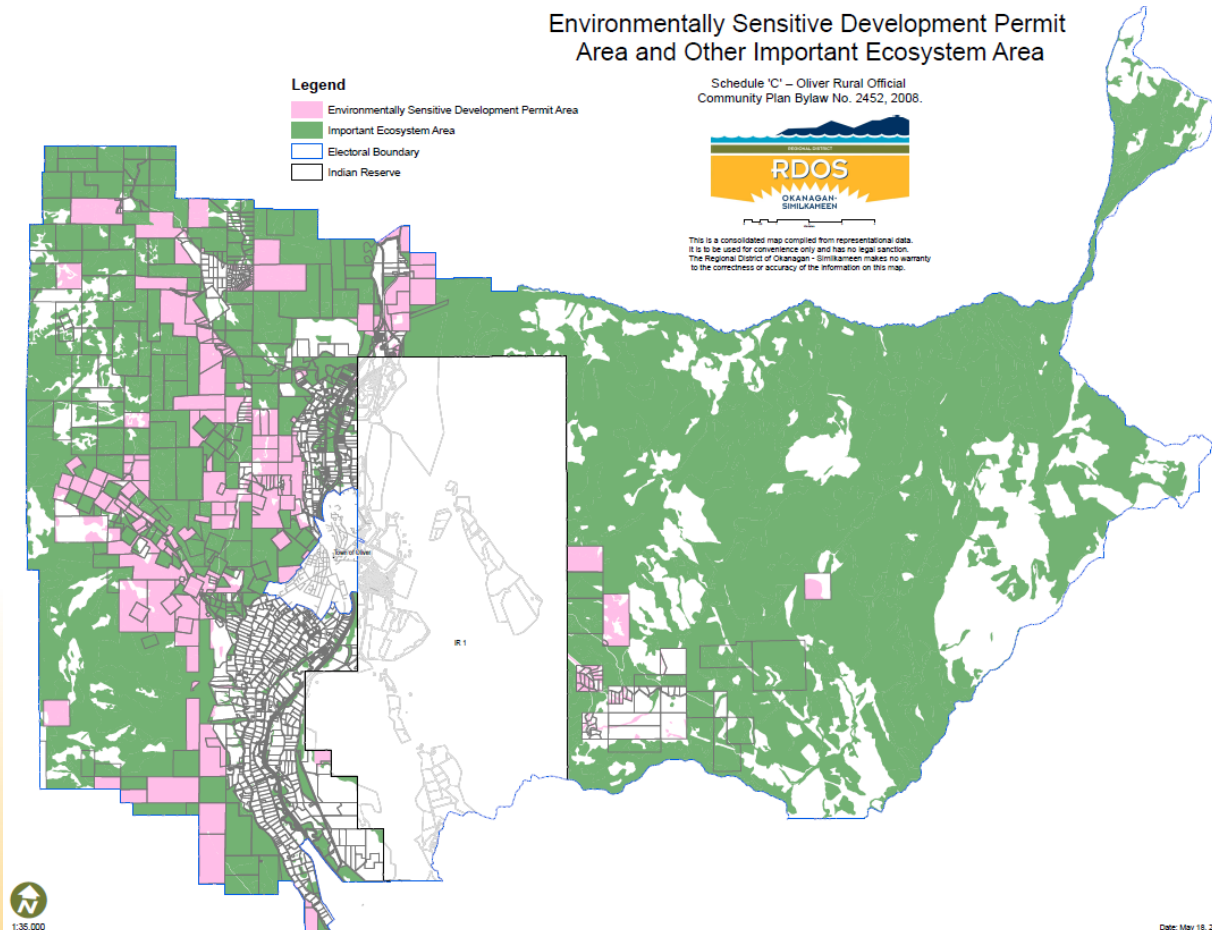 Environmentally Sensitive Development Permit
Area and Other Important Ecosystem Area
Schedule 'C' – Oliver Rural Official
Community Plan Bylaw No. 2452, 2008.
Legend
Environmentally Sensitive Development Permit Area
Important Ecosystem Area
Electoral Boundary
Indian Reserve
REGIONAL DISTRICT
RDOS
OKANAGAN-
SIMILKAMEEN
This is a consolidated map compiled from representational data.
It is to be used for convenience only and has no legal sanction.
The Regional District of Okanagan - Similkameen makes no warranty
to the correctness or accuracy of the information on this map.
Town of Oliver
IR 1
N
1:35,000
Date: May 18, 2